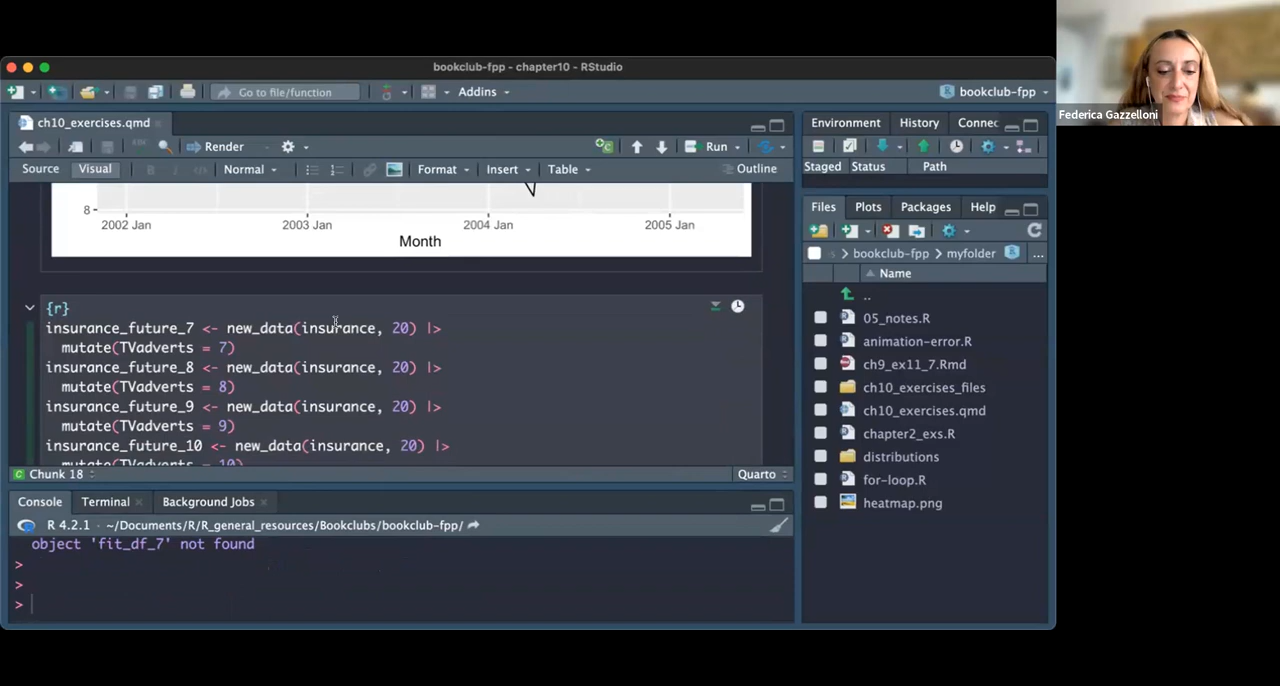 Federica Gazzelloni
bookclub-fpp - chapter10 - RStudio
Go to file/function
Addins
bookclub-fpp
ch10_exercises.qmd
Render
Run
Source
Visual
Normal
Format
Insert
Table
Outline
8
2002 Jan
2003 Jan
2004 Jan
2005 Jan
Month
{r}
insurance_future_7 <- new_data(insurance, 20) |>
mutate(TVadverts = 7)
insurance_future_8 <- new_data(insurance, 20) |>
mutate(TVadverts = 8)
insurance_future_9 <- new_data(insurance, 20) |>
mutate(TVadverts = 9)
insurance_future_10 <- new_data(insurance, 20) |>
mutate(TVadverts = 10)
Chunk 18
Quarto
Console
Terminal
Background Jobs
R 4.2.1 · ~/Documents/R/R_general_resources/Bookclubs/bookclub-fpp/
object 'fit_df_7' not found
>
>
>
Environment
History
Connec
Staged
Status
Path
Files
Plots
Packages
Help
bookclub-fpp > myfolder
...
Name
..
05_notes.R
animation-error.R
ch9_ex11_7.Rmd
ch10_exercises_files
ch10_exercises.qmd
chapter2_exs.R
distributions
for-loop.R
heatmap.png